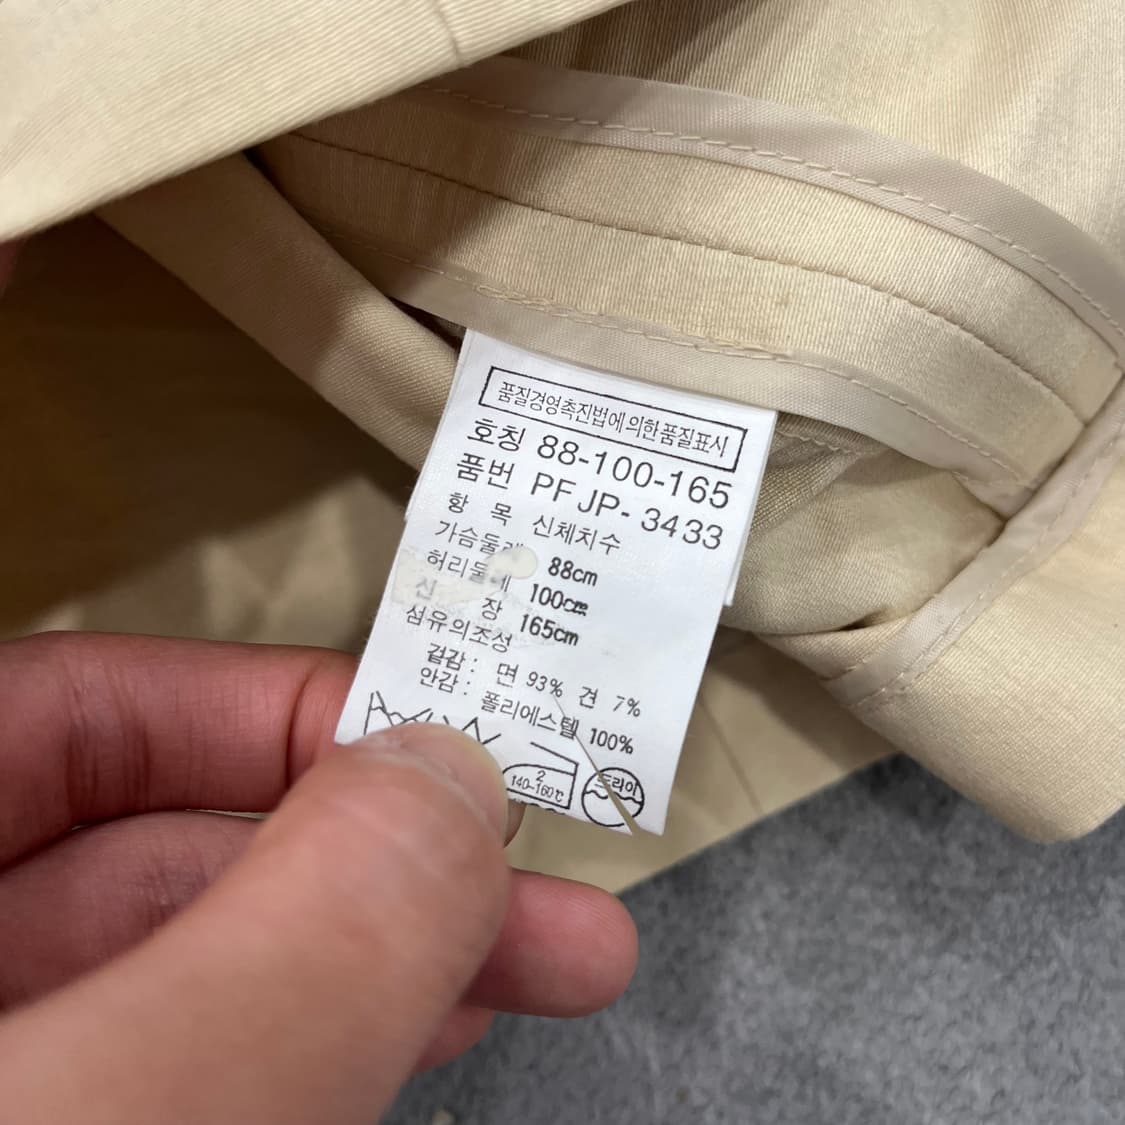 품질경영촉진법에 의한 품질표시
호칭 88-100-165
품번 PF JP-3433
항 목 신체치수
가슴둘레 88cm
허리둘레 100cm
신 장 165cm
섬유의조성
겉감 : 면 93% 견 7%
안감 : 폴리에스텔 100%
2
140~160℃
드라이